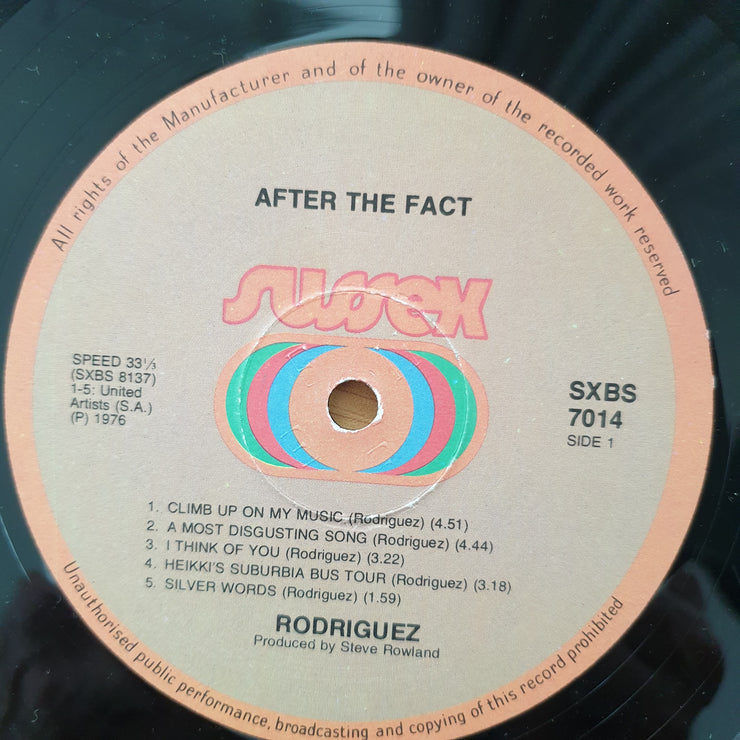 All rights of the Manufacturer and of the owner of the recorded work reserved
AFTER THE FACT
sussex
SPEED 33⅓
(SXBS 8137)
1-5: United
Artists (S.A.)
(P) 1976
SXBS
7014
SIDE 1
1. CLIMB UP ON MY MUSIC (Rodriguez) (4.51)
2. A MOST DISGUSTING SONG (Rodriguez) (4.44)
3. I THINK OF YOU (Rodriguez) (3.22)
4. HEIKKI'S SUBURBIA BUS TOUR (Rodriguez) (3.18)
5. SILVER WORDS (Rodriguez) (1.59)
RODRIGUEZ
Produced by Steve Rowland
Unauthorised public performance, broadcasting and copying of this record prohibited